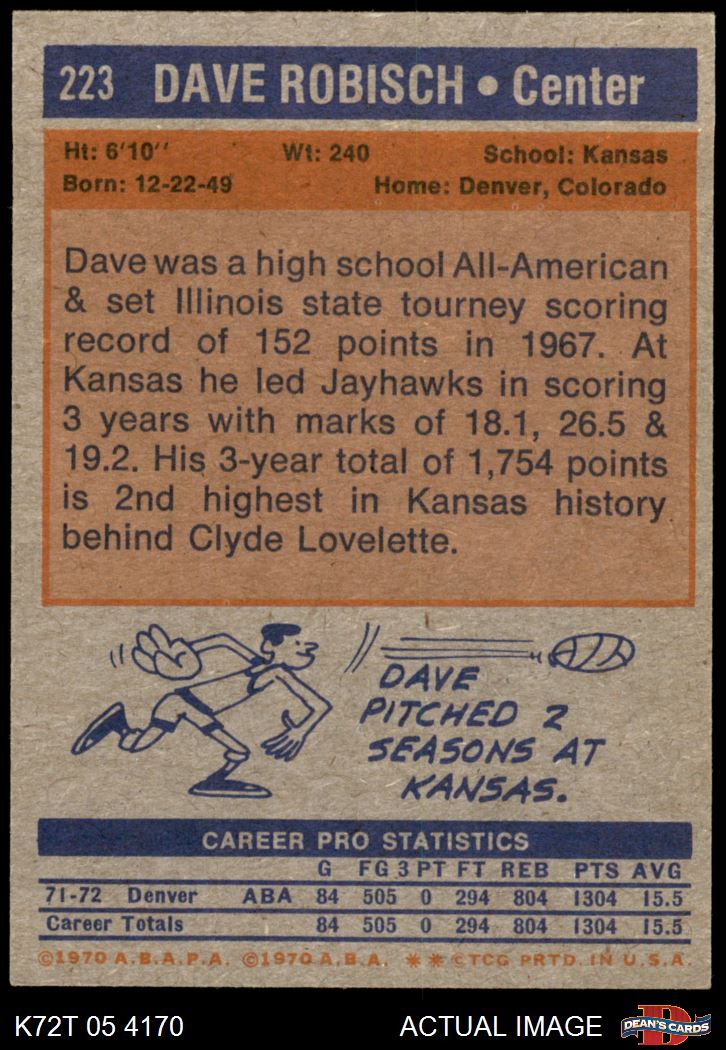 223 DAVE ROBISCH • Center
Ht: 6'10'' Wt: 240 School: Kansas
Born: 12-22-49 Home: Denver, Colorado
Dave was a high school All-American
& set Illinois state tourney scoring
record of 152 points in 1967. At
Kansas he led Jayhawks in scoring
3 years with marks of 18.1, 26.5 &
19.2. His 3-year total of 1,754 points
is 2nd highest in Kansas history
behind Clyde Lovelette.
DAVE
PITCHED 2
SEASONS AT
KANSAS.
CAREER PRO STATISTICS
G FG 3 PT FT REB PTS AVG
71-72 Denver ABA 84 505 0 294 804 1304 15.5
Career Totals 84 505 0 294 804 1304 15.5
©1970 A.B.A.P.A. ©1970 A.B.A. ** ©TCG PRTD. IN U.S.A.
K72T 05 4170 ACTUAL IMAGE D DEAN'S CARDS